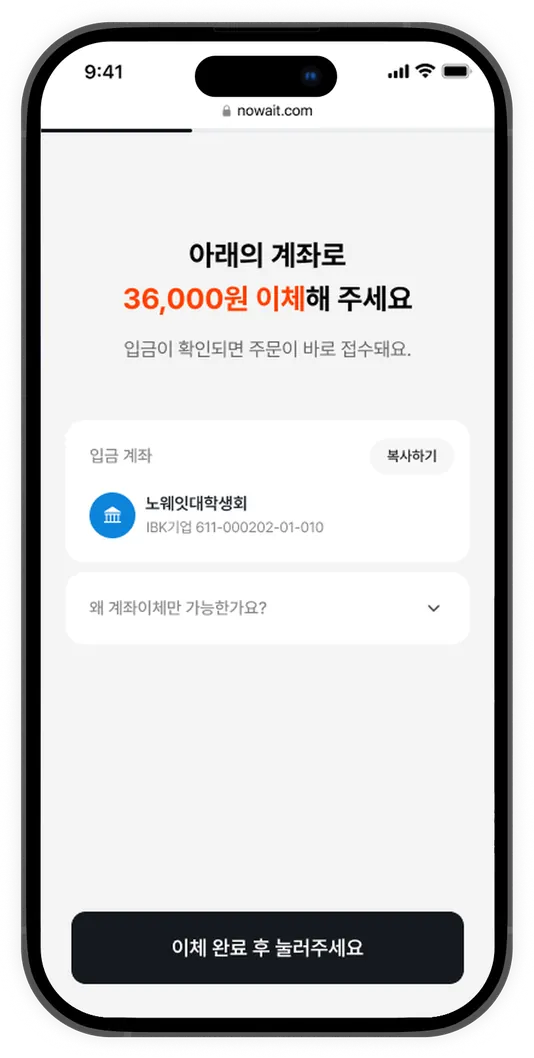 9:41
nowait.com
아래의 계좌로
36,000원 이체해 주세요
입금이 확인되면 주문이 바로 접수돼요.
입금 계좌
복사하기
노웨잇대학생회
IBK기업 611-000202-01-010
왜 계좌이체만 가능한가요?
이체 완료 후 눌러주세요